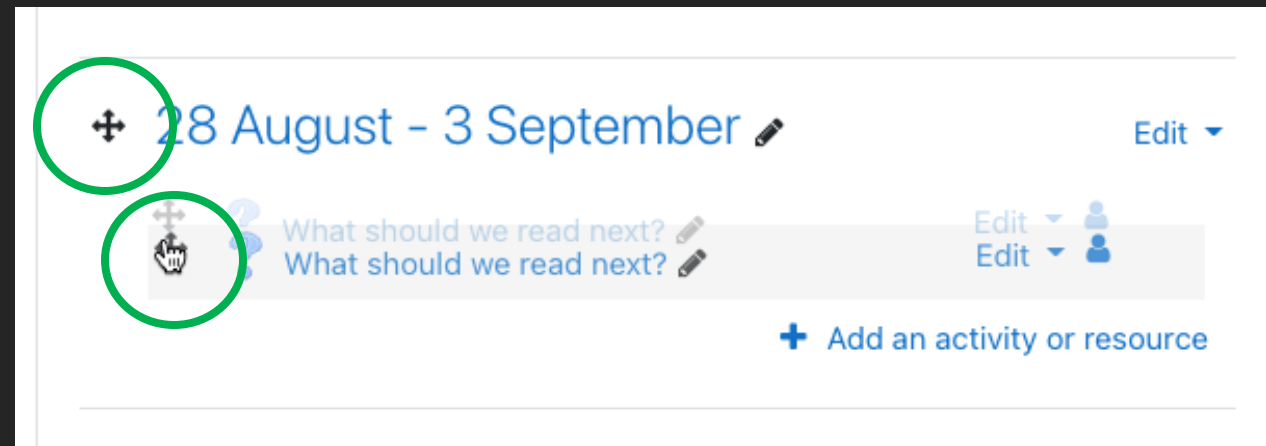 28 August - 3 September
Edit
What should we read next?
Edit
What should we read next?
Edit
Add an activity or resource